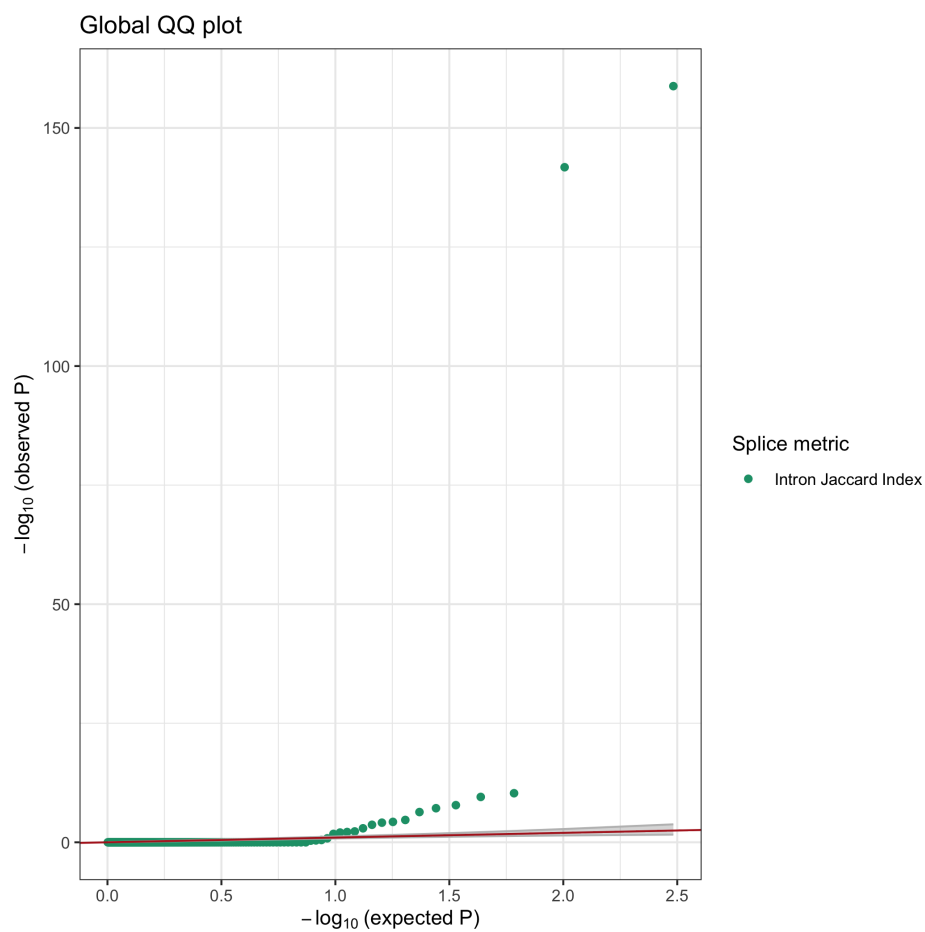 Global QQ plot
150
100
50
0
−log10 (observed P)
0.0 0.5 1.0 1.5 2.0 2.5
−log10 (expected P)
Splice metric
Intron Jaccard Index